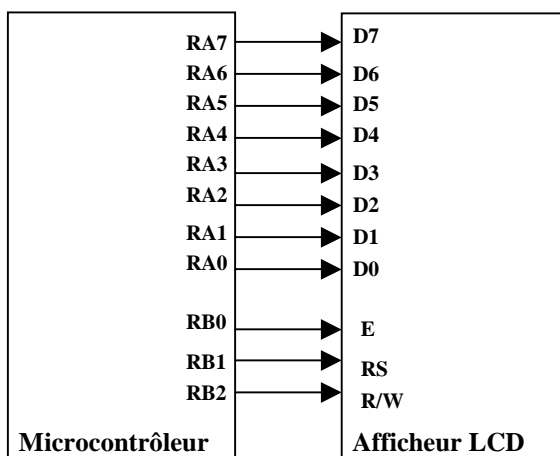 RA7 D7
RA6 D6
RA5 D5
RA4 D4
RA3 D3
RA2 D2
RA1 D1
RA0 D0
RB0 E
RB1 RS
RB2 R/W
Microcontrôleur Afficheur LCD